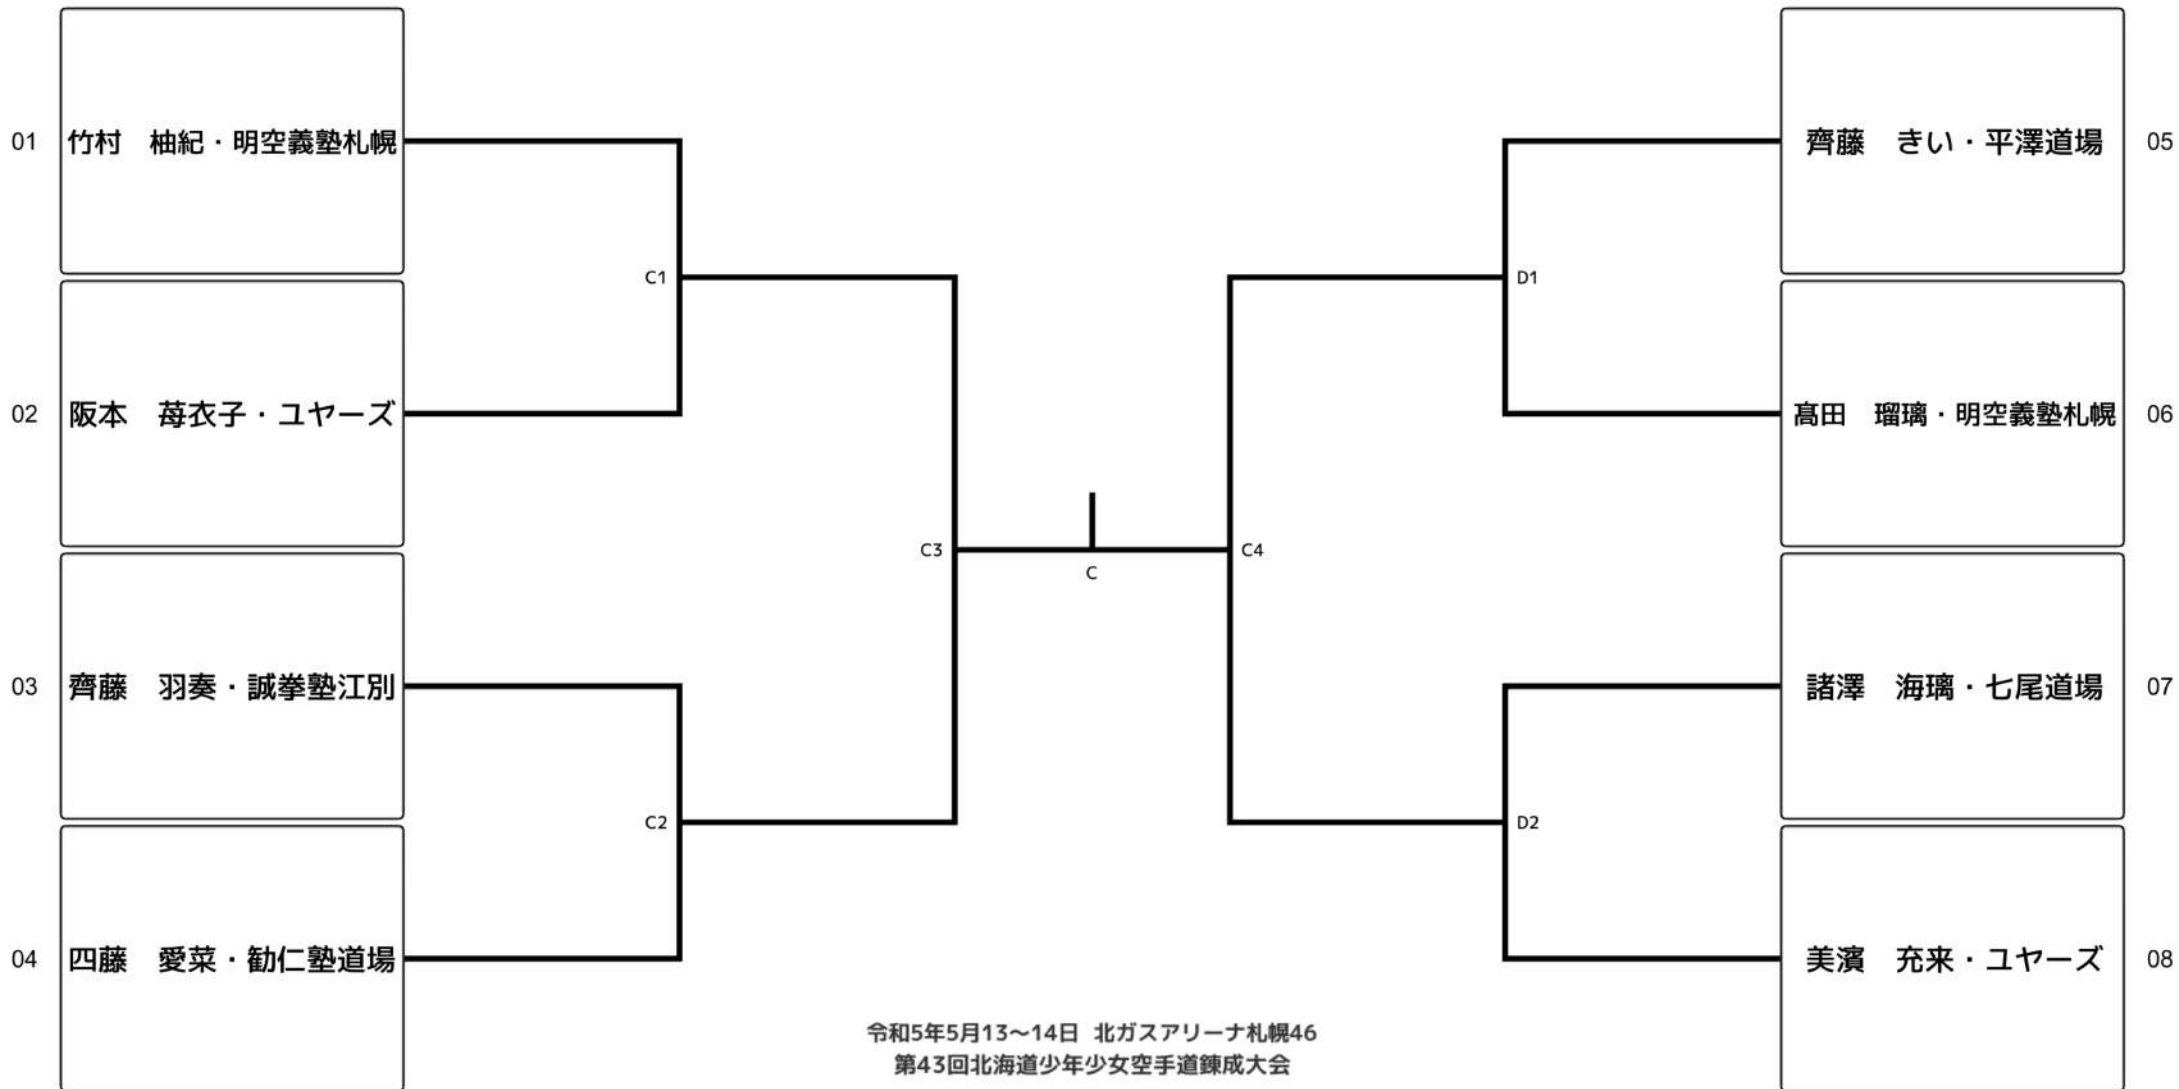 01
竹村　柚紀・明空義塾札幌
02
阪本　苺衣子・ユヤーズ
03
齊藤　羽奏・誠拳塾江別
04
四藤　愛菜・勧仁塾道場
C1
C2
C3
C
C4
D1
D2
齊藤　きい・平澤道場
05
髙田　瑠璃・明空義塾札幌
06
諸澤　海璃・七尾道場
07
美濱　充来・ユヤーズ
08
令和5年5月13～14日 北ガスアリーナ札幌46
第43回北海道少年少女空手道錬成大会